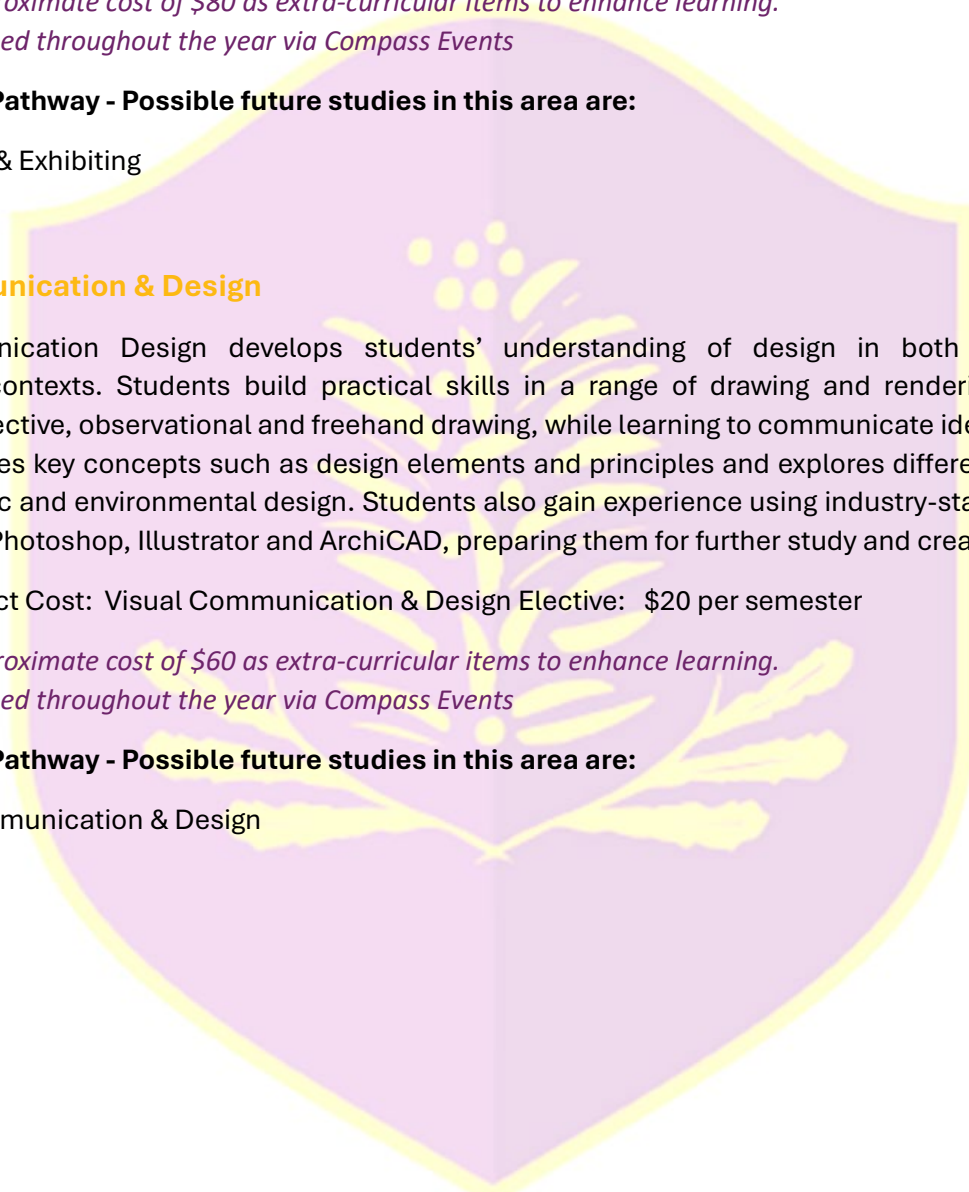 roximate cost of $80 as extra-curricular items to enhance learning.
ed throughout the year via Compass Events
Pathway - Possible future studies in this area are:
& Exhibiting
unication & Design
nication Design develops students’ understanding of design in both
contexts. Students build practical skills in a range of drawing and renderi
ective, observational and freehand drawing, while learning to communicate ide
es key concepts such as design elements and principles and explores differe
c and environmental design. Students also gain experience using industry-sta
Photoshop, Illustrator and ArchiCAD, preparing them for further study and crea
ct Cost: Visual Communication & Design Elective: $20 per semester
roximate cost of $60 as extra-curricular items to enhance learning.
ed throughout the year via Compass Events
Pathway - Possible future studies in this area are:
munication & Design